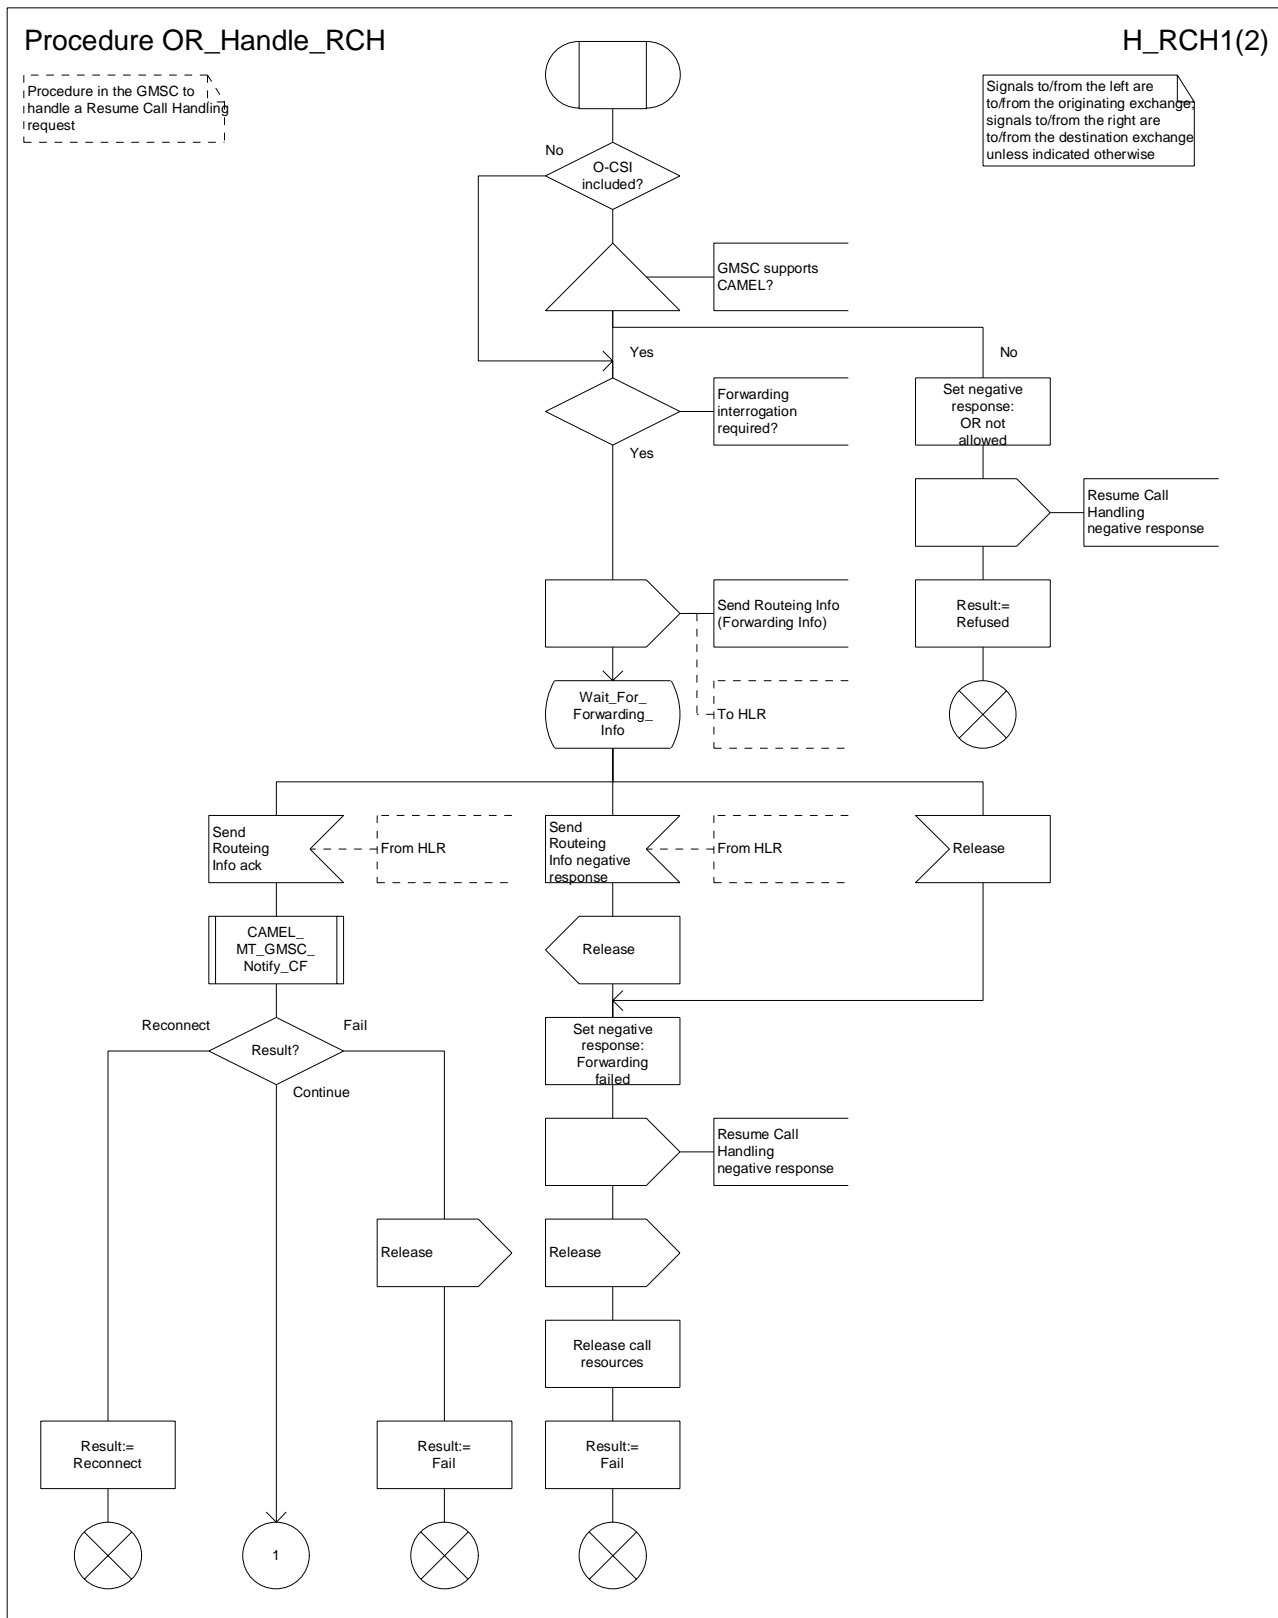 Procedure OR_Handle_RCH
H_RCH1(2)
Procedure in the GMSC to
handle a Resume Call Handling
request
Signals to/from the left are
to/from the originating exchange;
signals to/from the right are
to/from the destination exchange
unless indicated otherwise
No
O-CSI
included?
GMSC supports
CAMEL?
Yes
No
Forwarding
interrogation
required?
Set negative
response:
OR not
allowed
Yes
Resume Call
Handling
negative response
Send Routeing Info
(Forwarding Info)
Result:=
Refused
Wait_For_
Forwarding_
Info
To HLR
Send
Routeing
Info ack
From HLR
Send
Routeing
Info negative
response
From HLR
Release
CAMEL_
MT_GMSC_
Notify_CF
Release
Reconnect
Fail
Result?
Continue
Set negative
response:
Forwarding
failed
Resume Call
Handling
negative response
Release
Release
Release call
resources
Result:=
Reconnect
Result:=
Fail
Result:=
Fail
1